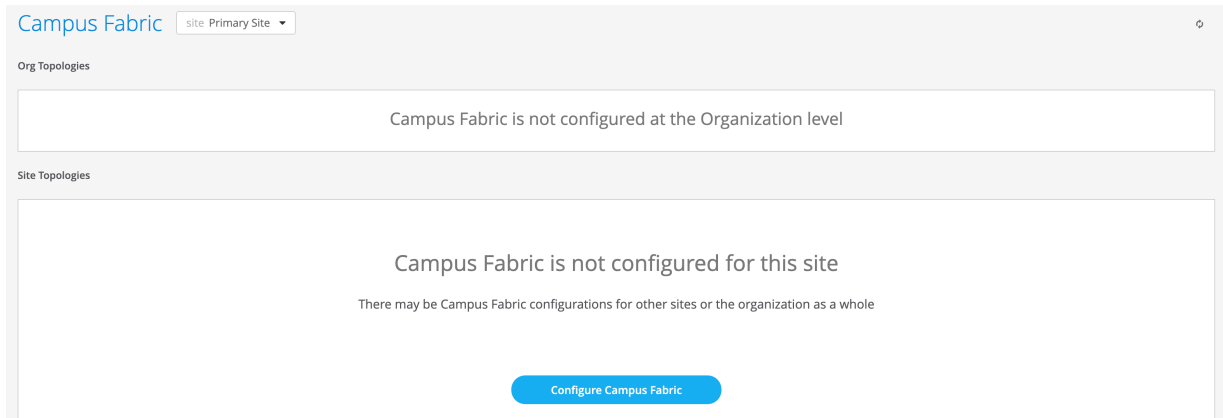 Campus Fabric site Primary Site
Org Topologies
Campus Fabric is not configured at the Organization level
Site Topologies
Campus Fabric is not configured for this site
There may be Campus Fabric configurations for other sites or the organization as a whole
Configure Campus Fabric